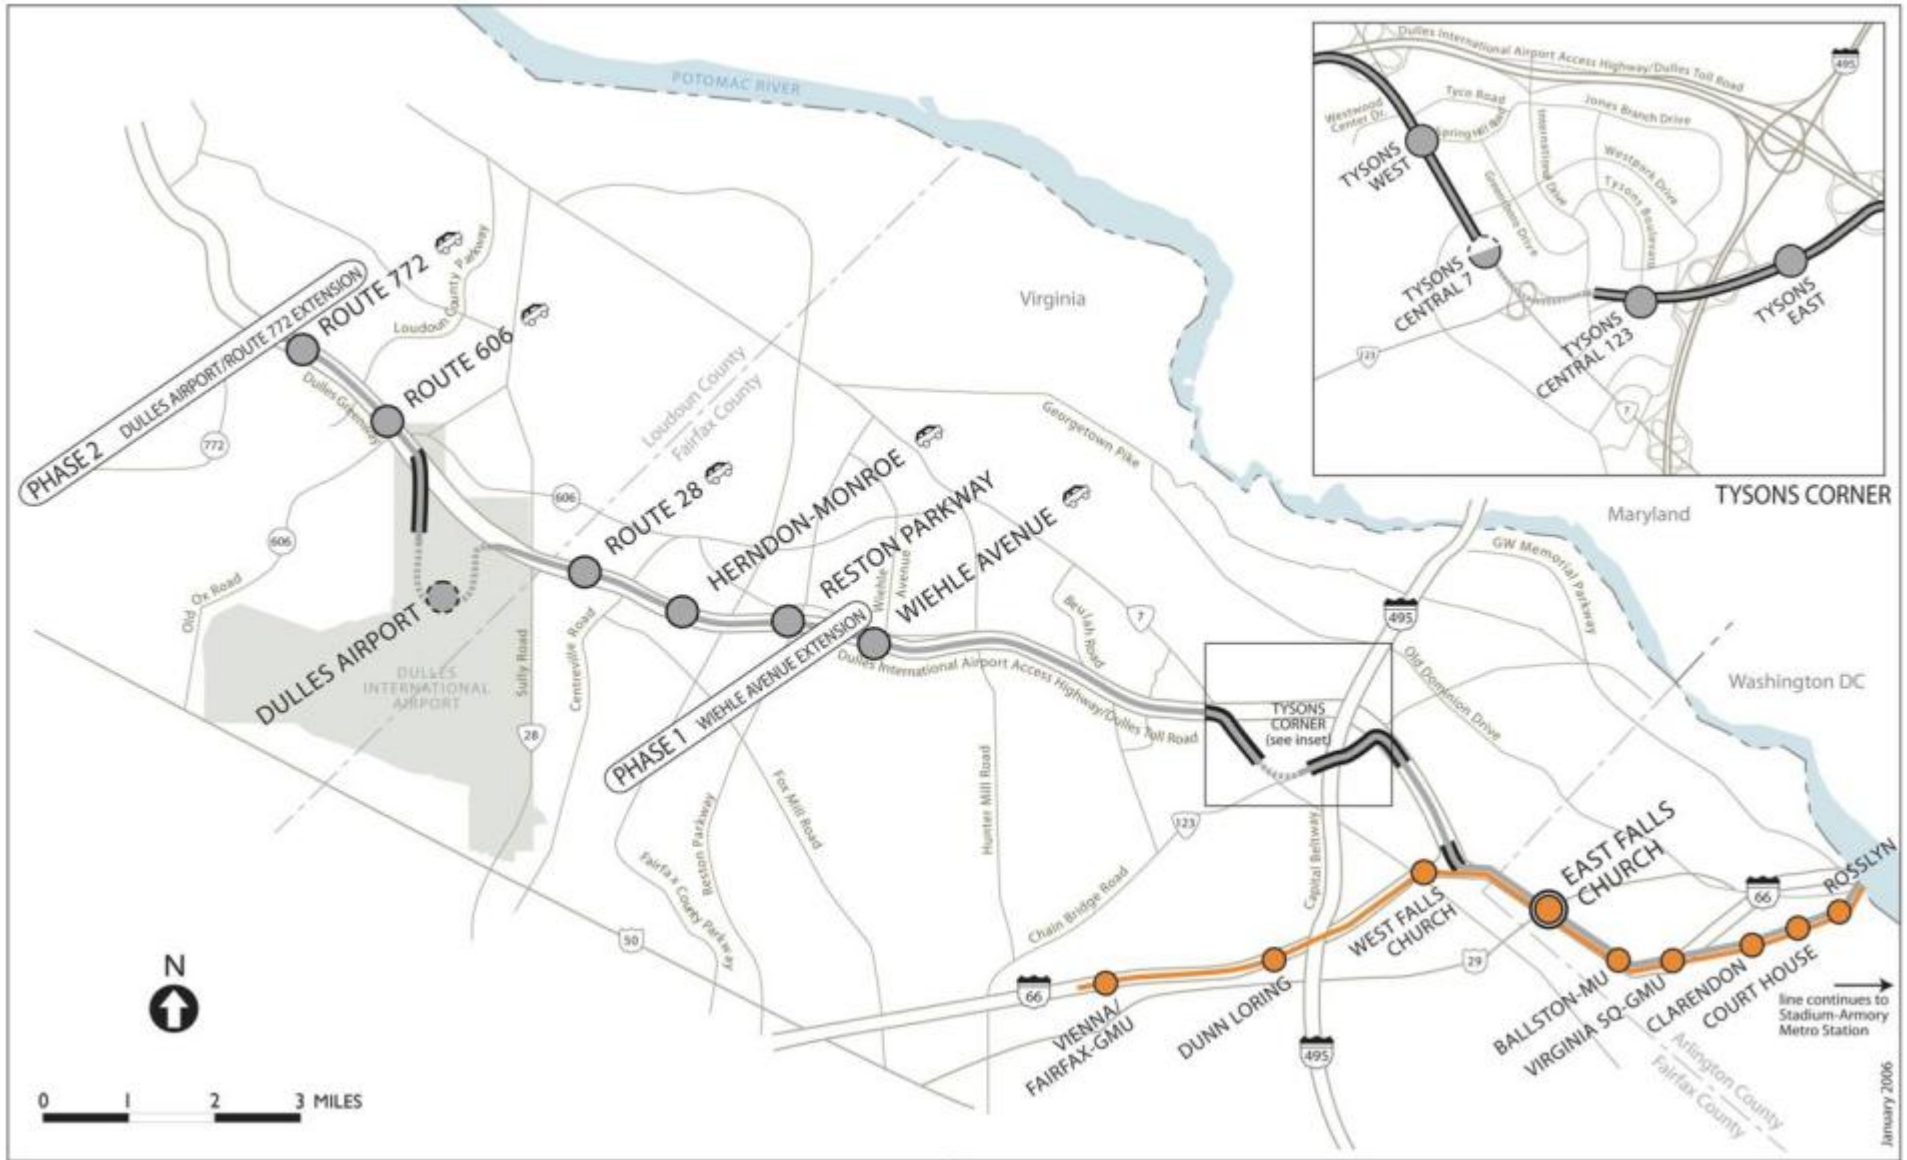 POTOMAC RIVER
Dulles International Airport Access Highway/Dulles Toll Road
495
Westwood
Center Dr.
Tyco Road
Spring Hill Road
International Drive
Jones Branch Drive
Westpark Drive
Tysons Boulevard
Greensboro Drive
TYSONS
WEST
TYSONS
CENTRAL 7
TYSONS
CENTRAL 123
TYSONS
EAST
123
7
TYSONS CORNER
Virginia
Maryland
Washington DC
PHASE 2 DULLES AIRPORT/ROUTE 772 EXTENSION
ROUTE 772
Loudoun County Parkway
ROUTE 606
Dulles Greenway
772
606
Old Ox Road
606
Loudoun County
Fairfax County
DULLES AIRPORT
DULLES
INTERNATIONAL
AIRPORT
Sully Road
28
Centreville Road
ROUTE 28
HERNDON-MONROE
RESTON PARKWAY
Wiehle
Avenue
WIEHLE AVENUE
PHASE 1 WIEHLE AVENUE EXTENSION
Dulles International Airport Access Highway/Dulles Toll Road
Georgetown Pike
Beulah Road
7
495
GW Memorial Parkway
Old Dominion Drive
TYSONS
CORNER
(see inset)
123
Capital Beltway
Chain Bridge Road
Hunter Mill Road
Fox Mill Road
Reston Parkway
Fairfax County Parkway
50
66
VIENNA/
FAIRFAX-GMU
DUNN LORING
WEST FALLS
CHURCH
29
495
EAST FALLS
CHURCH
BALLSTON-MU
VIRGINIA SQ-GMU
CLARENDON
COURT HOUSE
ROSSLYN
66
line continues to
Stadium-Armory
Metro Station
Arlington County
Fairfax County
January 2006
N
0 1 2 3 MILES